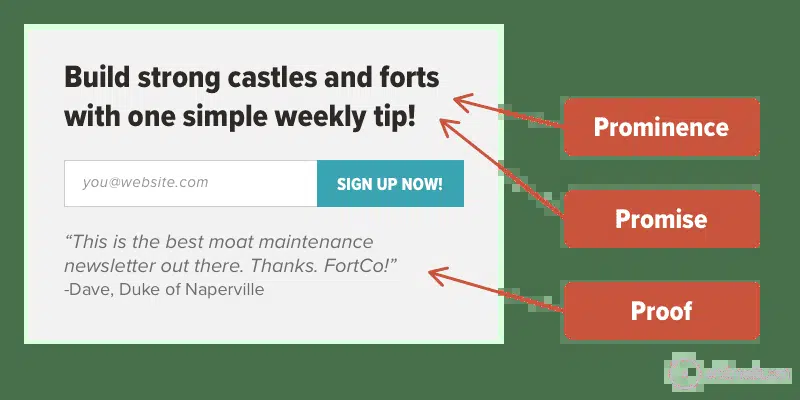 Build strong castles and forts
with one simple weekly tip!
Prominence
you@website.com
SIGN UP NOW!
Promise
“This is the best moat maintenance
newsletter out there. Thanks. FortCo!”
-Dave, Duke of Naperville
Proof